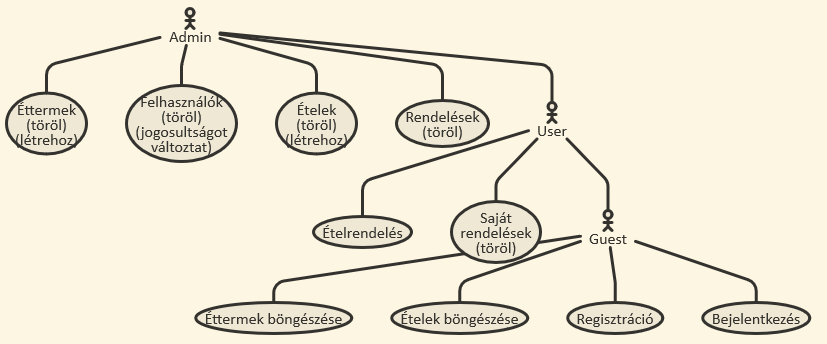 Admin
Éttermek
(töröl)
(létrehoz)
Felhasználók
(töröl)
(jogosultságot
változtat)
Ételek
(töröl)
(létrehoz)
Rendelések
(töröl)
User
Ételrendelés
Saját
rendelések
(töröl)
Guest
Éttermek böngészése
Ételek böngészése
Regisztráció
Bejelentkezés